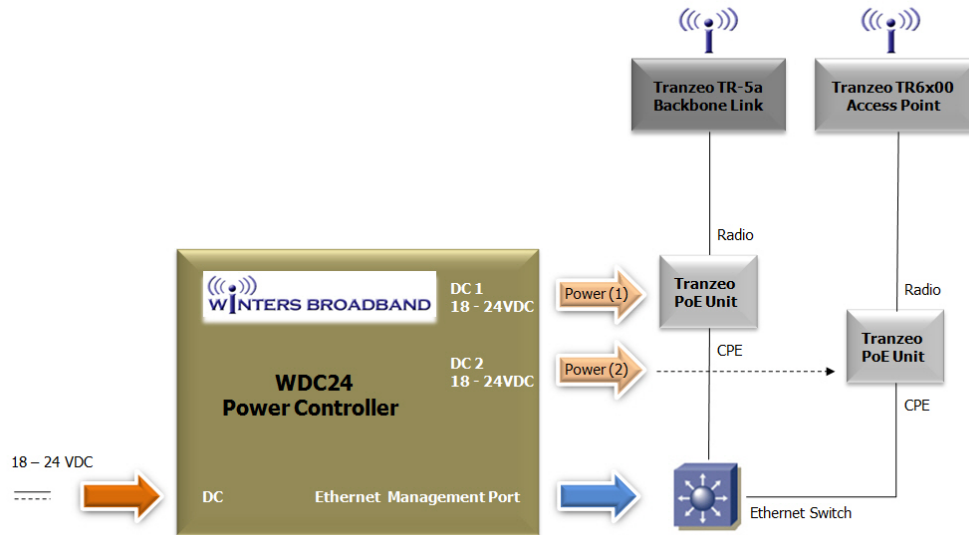 Tranzeo TR-5a
Backbone Link
Tranzeo TR6x00
Access Point
Radio
Radio
Tranzeo
PoE Unit
Tranzeo
PoE Unit
CPE
CPE
WINTERS BROADBAND
DC 1
18 - 24VDC
Power (1)
DC 2
18 - 24VDC
Power (2)
WDC24
Power Controller
18 – 24 VDC
DC
Ethernet Management Port
Ethernet Switch